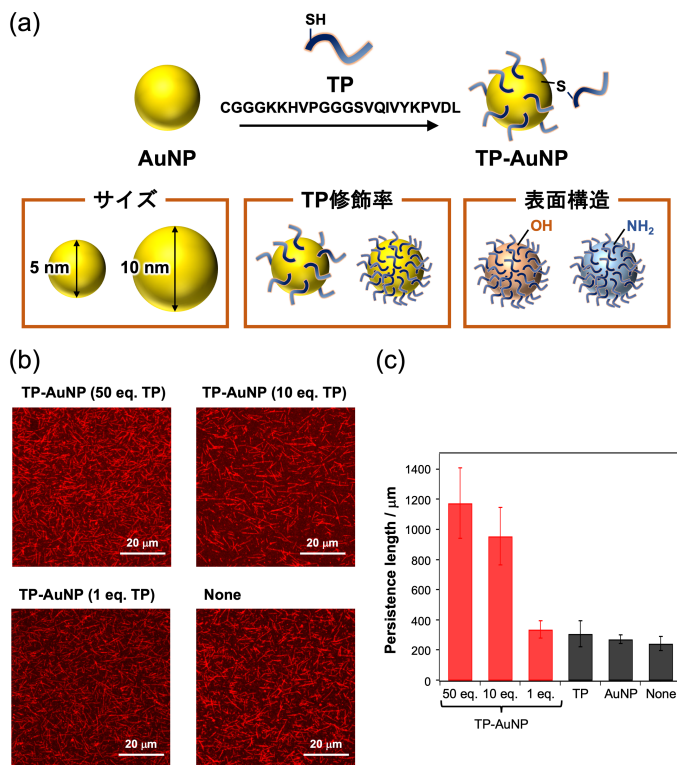 (a)
SH
TP
CGGGKKHVPGGGSVQIVYKPVDL
AuNP
S
TP-AuNP
サイズ
5 nm
10 nm
TP修飾率
表面構造
OH
NH₂
(b)
TP-AuNP (50 eq. TP)
20 μm
TP-AuNP (10 eq. TP)
20 μm
TP-AuNP (1 eq. TP)
20 μm
None
20 μm
(c)
Persistence length / μm
1400
1200
1000
800
600
400
200
0
50 eq. 10 eq. 1 eq. TP AuNP None
TP-AuNP